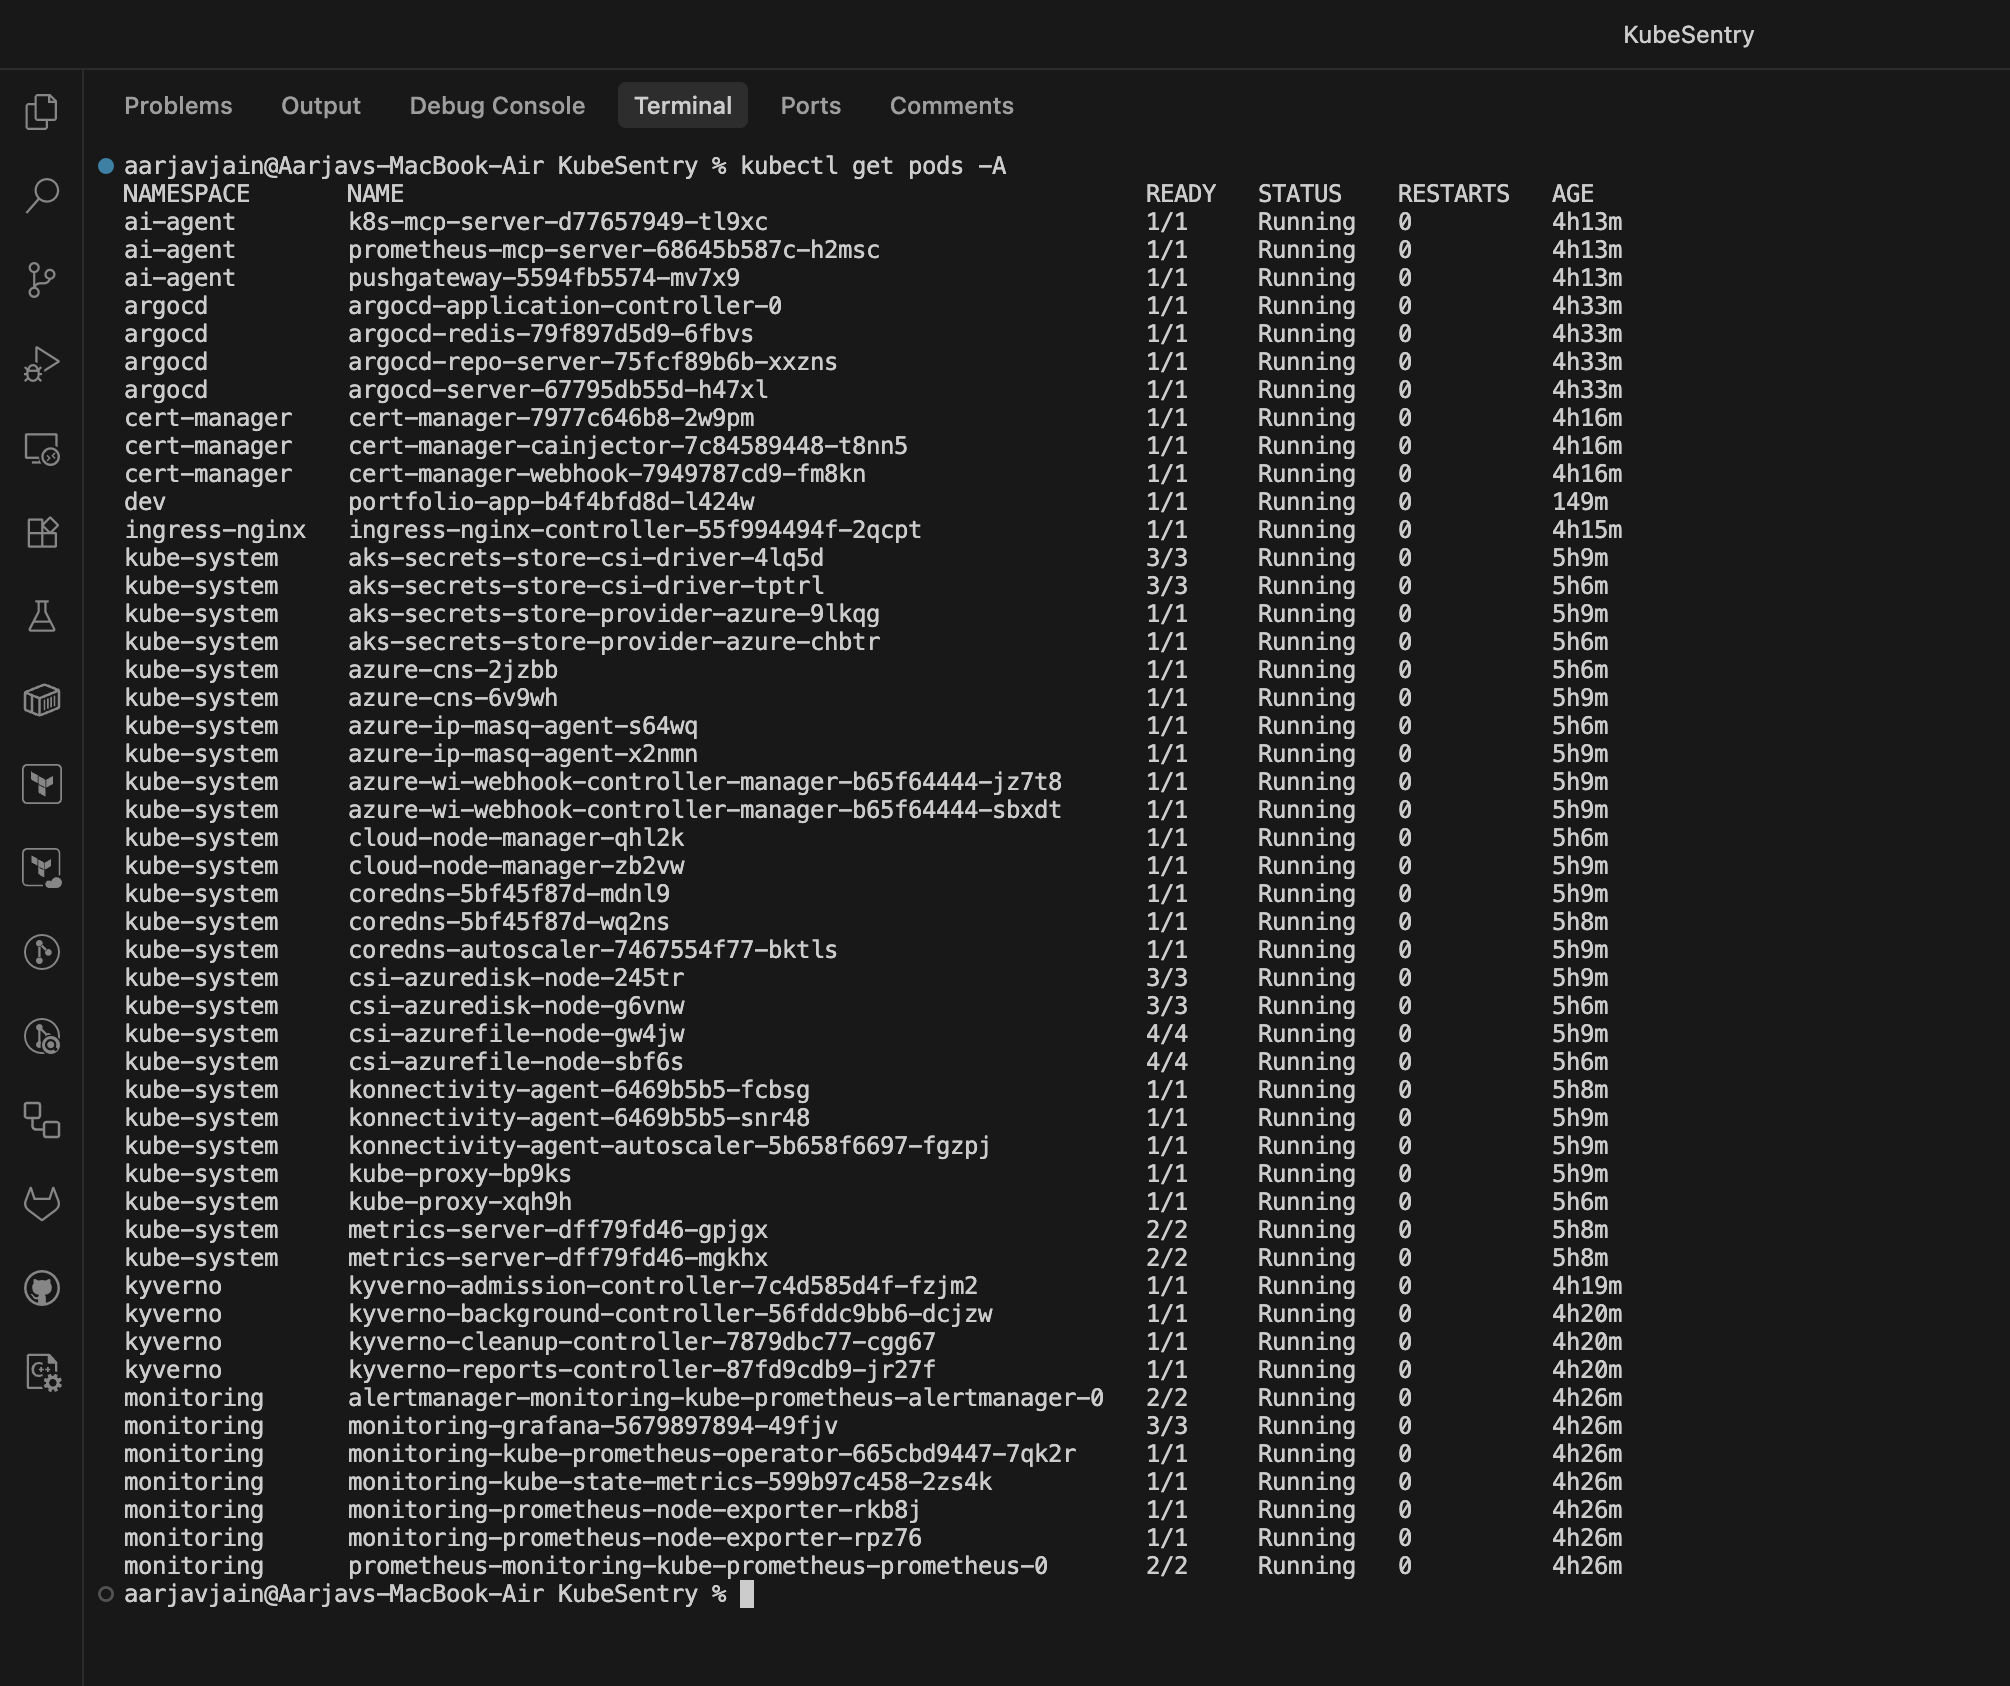 KubeSentry
Problems Output Debug Console Terminal Ports Comments
aarjavjain@Aarjavs-MacBook-Air KubeSentry % kubectl get pods -A
NAMESPACE NAME READY STATUS RESTARTS AGE
ai-agent k8s-mcp-server-d77657949-tl9xc 1/1 Running 0 4h13m
ai-agent prometheus-mcp-server-68645b587c-h2msc 1/1 Running 0 4h13m
ai-agent pushgateway-5594fb5574-mv7x9 1/1 Running 0 4h13m
argocd argocd-application-controller-0 1/1 Running 0 4h33m
argocd argocd-redis-79f897d5d9-6fbvs 1/1 Running 0 4h33m
argocd argocd-repo-server-75fcf89b6b-xxzns 1/1 Running 0 4h33m
argocd argocd-server-67795db55d-h47xl 1/1 Running 0 4h33m
cert-manager cert-manager-7977c646b8-2w9pm 1/1 Running 0 4h16m
cert-manager cert-manager-cainjector-7c84589448-t8nn5 1/1 Running 0 4h16m
cert-manager cert-manager-webhook-7949787cd9-fm8kn 1/1 Running 0 4h16m
dev portfolio-app-b4f4bfd8d-l424w 1/1 Running 0 149m
ingress-nginx ingress-nginx-controller-55f994494f-2qcpt 1/1 Running 0 4h15m
kube-system aks-secrets-store-csi-driver-4lq5d 3/3 Running 0 5h9m
kube-system aks-secrets-store-csi-driver-tptrl 3/3 Running 0 5h6m
kube-system aks-secrets-store-provider-azure-9lkqg 1/1 Running 0 5h9m
kube-system aks-secrets-store-provider-azure-chbtr 1/1 Running 0 5h6m
kube-system azure-cns-2jzbb 1/1 Running 0 5h6m
kube-system azure-cns-6v9wh 1/1 Running 0 5h9m
kube-system azure-ip-masq-agent-s64wq 1/1 Running 0 5h6m
kube-system azure-ip-masq-agent-x2nmn 1/1 Running 0 5h9m
kube-system azure-wi-webhook-controller-manager-b65f64444-jz7t8 1/1 Running 0 5h9m
kube-system azure-wi-webhook-controller-manager-b65f64444-sbxdt 1/1 Running 0 5h9m
kube-system cloud-node-manager-qhl2k 1/1 Running 0 5h6m
kube-system cloud-node-manager-zb2vw 1/1 Running 0 5h9m
kube-system coredns-5bf45f87d-mdnl9 1/1 Running 0 5h9m
kube-system coredns-5bf45f87d-wq2ns 1/1 Running 0 5h8m
kube-system coredns-autoscaler-7467554f77-bktls 1/1 Running 0 5h9m
kube-system csi-azuredisk-node-245tr 3/3 Running 0 5h9m
kube-system csi-azuredisk-node-g6vnw 3/3 Running 0 5h6m
kube-system csi-azurefile-node-gw4jw 4/4 Running 0 5h9m
kube-system csi-azurefile-node-sbf6s 4/4 Running 0 5h6m
kube-system konnectivity-agent-6469b5b5-fcbsg 1/1 Running 0 5h8m
kube-system konnectivity-agent-6469b5b5-snr48 1/1 Running 0 5h9m
kube-system konnectivity-agent-autoscaler-5b658f6697-fgzpj 1/1 Running 0 5h9m
kube-system kube-proxy-bp9ks 1/1 Running 0 5h9m
kube-system kube-proxy-xqh9h 1/1 Running 0 5h6m
kube-system metrics-server-dff79fd46-gpjgx 2/2 Running 0 5h8m
kube-system metrics-server-dff79fd46-mgkhx 2/2 Running 0 5h8m
kyverno kyverno-admission-controller-7c4d585d4f-fzjm2 1/1 Running 0 4h19m
kyverno kyverno-background-controller-56fddc9bb6-dcjzw 1/1 Running 0 4h20m
kyverno kyverno-cleanup-controller-7879dbc77-cgg67 1/1 Running 0 4h20m
kyverno kyverno-reports-controller-87fd9cdb9-jr27f 1/1 Running 0 4h20m
monitoring alertmanager-monitoring-kube-prometheus-alertmanager-0 2/2 Running 0 4h26m
monitoring monitoring-grafana-5679897894-49fjv 3/3 Running 0 4h26m
monitoring monitoring-kube-prometheus-operator-665cbd9447-7qk2r 1/1 Running 0 4h26m
monitoring monitoring-kube-state-metrics-599b97c458-2zs4k 1/1 Running 0 4h26m
monitoring monitoring-prometheus-node-exporter-rkb8j 1/1 Running 0 4h26m
monitoring monitoring-prometheus-node-exporter-rpz76 1/1 Running 0 4h26m
monitoring prometheus-monitoring-kube-prometheus-prometheus-0 2/2 Running 0 4h26m
aarjavjain@Aarjavs-MacBook-Air KubeSentry %